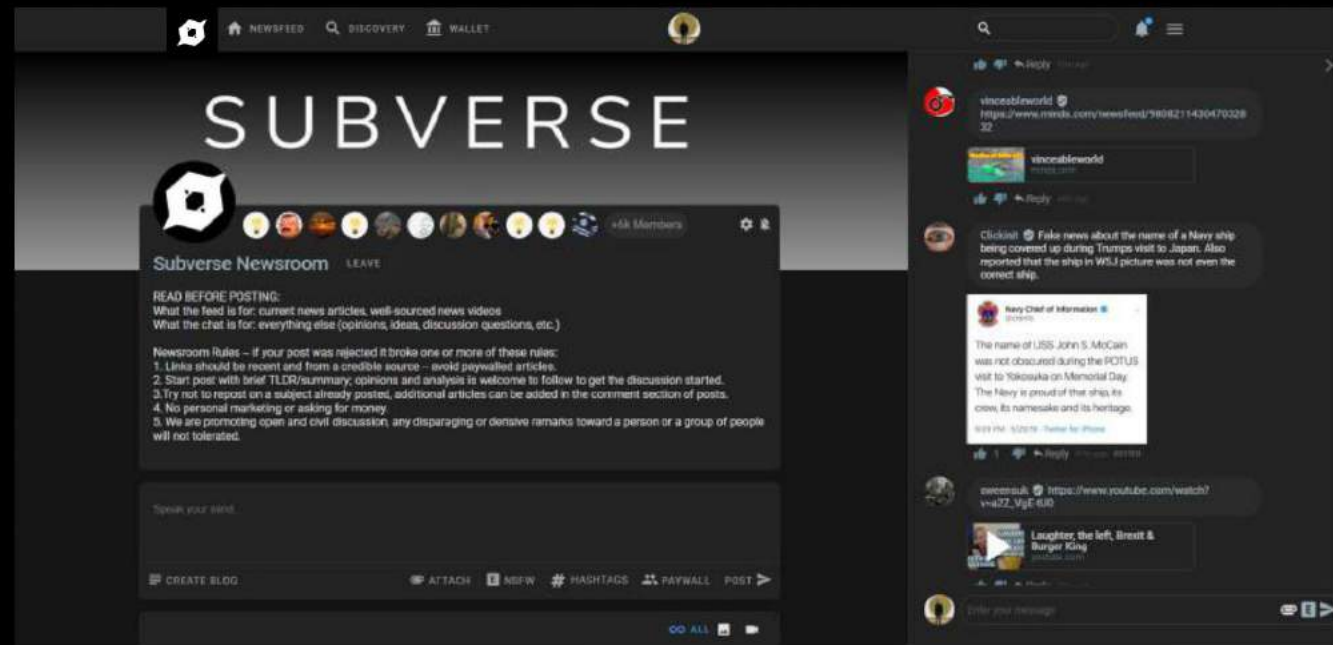 NEWSFEED
DISCOVERY
WALLET
SUBVERSE
+6k Members
Subverse Newsroom LEAVE
READ BEFORE POSTING:
What the feed is for: current news articles, well-sourced news videos
What the chat is for: everything else (opinions, ideas, discussion questions, etc.)
Newsroom Rules – if your post was rejected it broke one or more of these rules:
1. Links should be recent and from a credible source – avoid paywalled articles.
2. Start post with brief TLDR/summary; opinions and analysis is welcome to follow to get the discussion started.
3.Try not to repost on a subject already posted, additional articles can be added in the comment section of posts.
4. No personal marketing or asking for money.
5. We are promoting open and civil discussion, any disparaging or derisive remarks toward a person or a group of people
will not tolerated.
Speak your mind.
CREATE BLOG
ATTACH
NSFW
HASHTAGS
PAYWALL
POST
ALL
Reply
vinceableworld
https://www.minds.com/newsfeed/9808211430470328
32
vinceableworld
minds.com
Reply
Clickinit Fake news about the name of a Navy ship
being covered up during Trumps visit to Japan. Also
reported that the ship in WSJ picture was not even the
correct ship.
Navy Chief of Information
The name of USS John S. McCain
was not obscured during the POTUS
visit to Yokosuka on Memorial Day.
The Navy is proud of that ship, its
crew, its namesake and its heritage.
Twitter for iPhone
1 Reply
https://www.youtube.com/watch?
Laughter, the left, Brexit &
Burger King
youtube.com
Reply
Enter your message